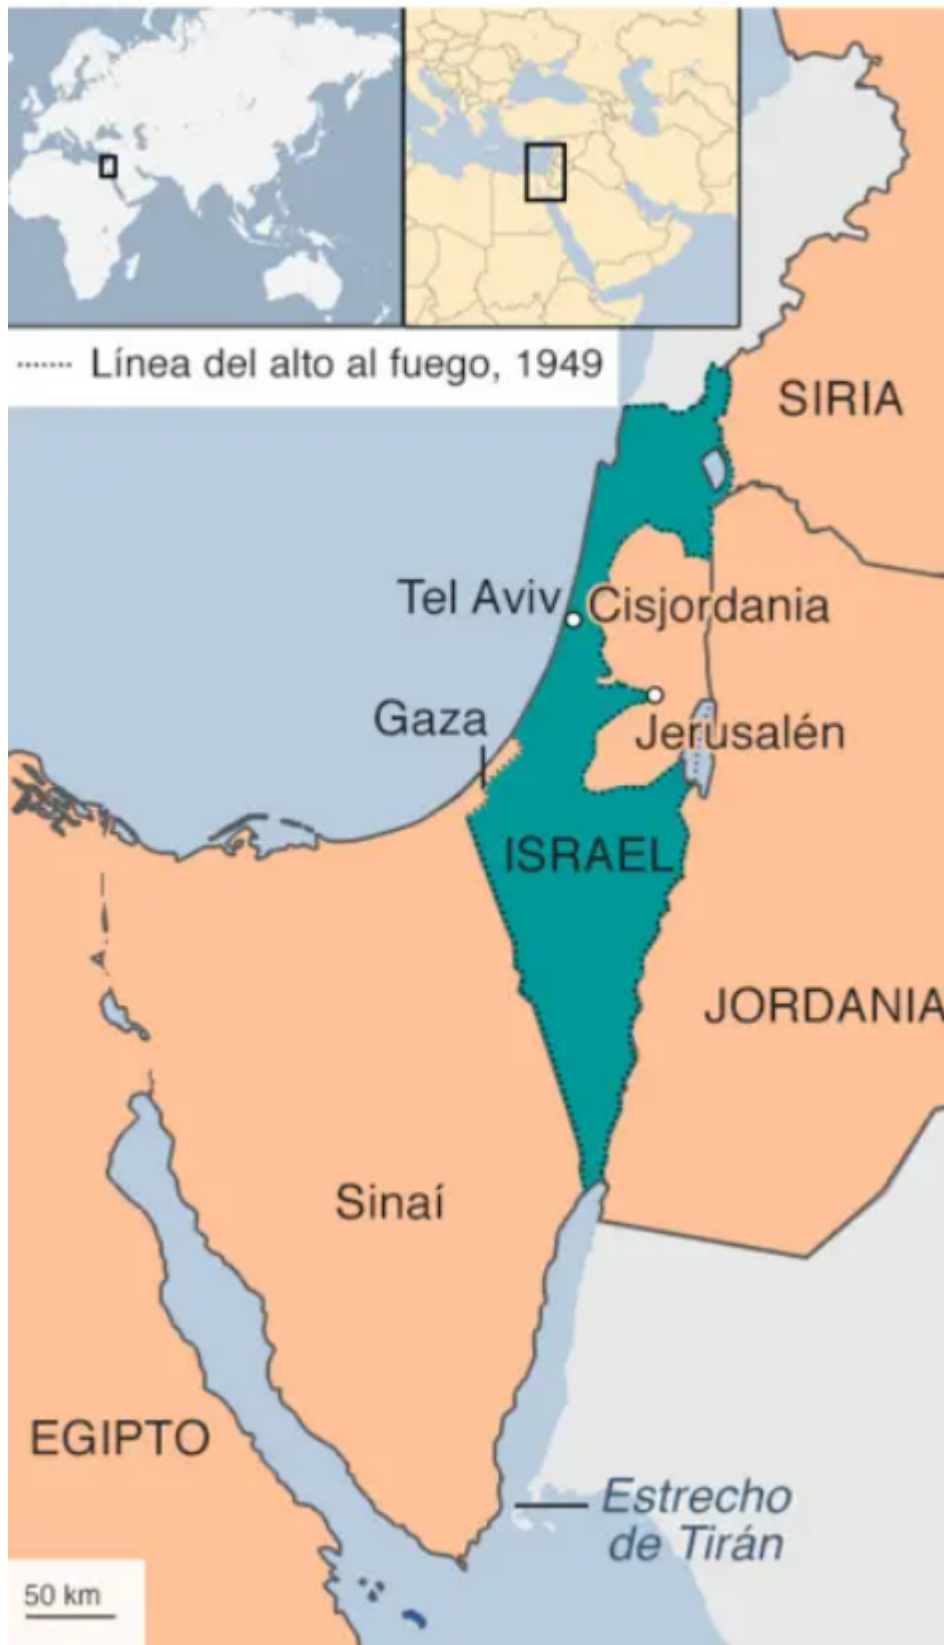 Línea del alto al fuego, 1949
SIRIA
Tel Aviv
Cisjordania
Gaza
Jerusalén
ISRAEL
JORDANIA
Sinaí
EGIPTO
Estrecho
de Tirán
50 km